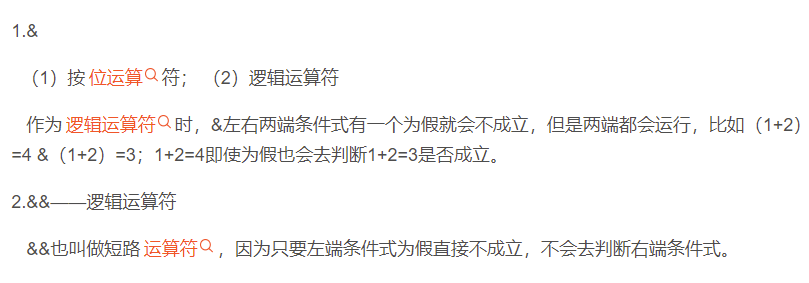 1.&
（1）按 位运算 符； （2）逻辑运算符
作为 逻辑运算符 时，&左右两端条件式有一个为假就会不成立，但是两端都会运行，比如（1+2）
=4 &（1+2）=3；1+2=4即使为假也会去判断1+2=3是否成立。
2.&&——逻辑运算符
&&也叫做短路 运算符 ，因为只要左端条件式为假直接不成立，不会去判断右端条件式。